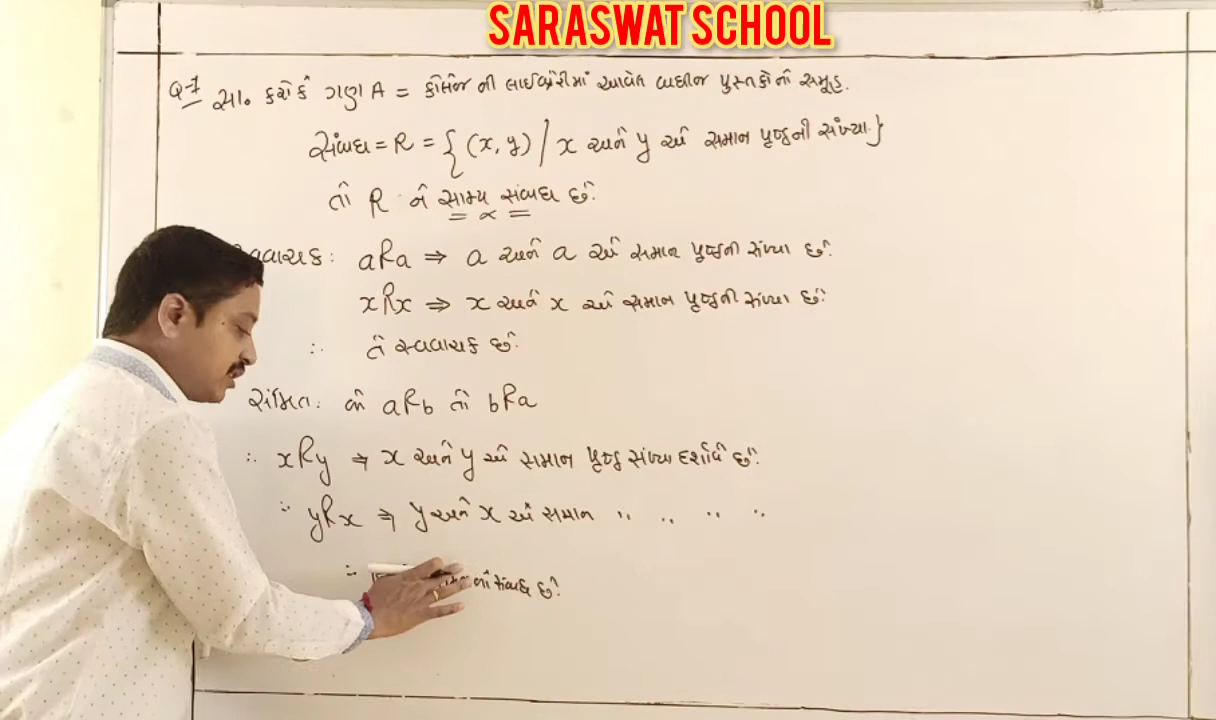 SARASWAT SCHOOL
Q-1 સા. કરો કે ગણ A = કોલેજ ની લાઈબ્રેરીમાં આવેલ બધાંજ પુસ્તકોનો સમૂહ.
સંબંધ = R = { (x, y) / x અને y એ સમાન પૃષ્ઠની સંખ્યા }
તો R એ સામ્ય સંબંધ છે.
aRa ⇒ a અને a એ સમાન પૃષ્ઠની સંખ્યા છે.
xRx ⇒ x અને x એ સમાન પૃષ્ઠની સંખ્યા છે.
∴ તે સ્વવાચક છે.
સંમિત: જો aRb તો bRa
∴ xRy ⇒ x અને y એ સમાન પૃષ્ઠ સંખ્યા દર્શાવે છે.
∴ yRx ⇒ y અને x એ સમાન " " " "
∴ સંબંધ છે.